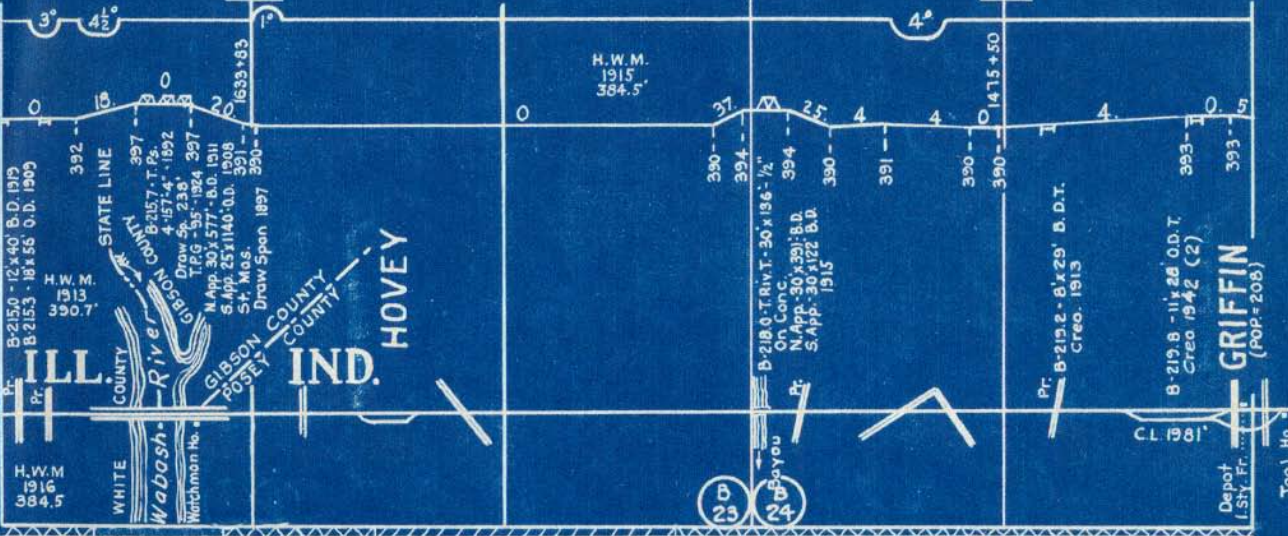 3° 4½° 1° 4°
0 18. 0 20. 1633+83 0 37. 25. 4 4. 0 1475+50 4. 0. 5
H.W.M.
1915
384.5'
392 397 397 391 390 390 394 394 390 391 390 390 393 393
B-215.0 - 12'x40' B.D. 1919
B-215.3 - 18'x56' O.D. 1909
STATE LINE
GIBSON COUNTY
B-215.7 - T. Ps.
4-157'-4" - 1892
Draw Sp. 238'
T.P.G - 95' - 1924
N. App. 30'x577' - B.D. 1911
S. App. 25'x1140' O.D. 1908
St. Mas.
Draw Span 1897
H.W.M.
1913
390.7'
ILL.
WHITE COUNTY
Wabash River
Watchman Ho.
GIBSON COUNTY
POSEY COUNTY
IND.
HOVEY
H.W.M
1916
384.5
Pr.
Pr.
B-218.0 - T. Riv. T. - 30'x136'-½"
On Conc.
N. App. - 30'x391' - B.D.
S. App. - 30'x122' B.D.
1915
Pr.
Bayou
B
23
B
24
Pr.
B-219.2 - 8'x29' B.D.T.
Creo. 1913
B-219.8 - 11'x28' O.D.T.
Creo 1942 (2)
GRIFFIN
(POP. = 208)
C.L. 1981'
Depot
1. Sty. Fr.
Tool Ho.